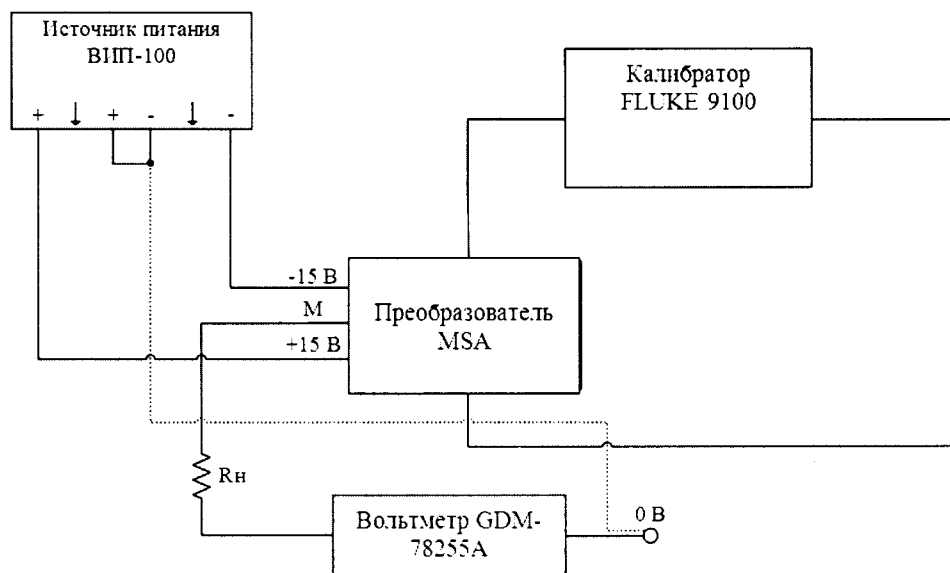 Источник питания
ВИП-100
+ + - -
Калибратор
FLUKE 9100
-15 В
М
+15 В
Преобразователь
MSA
Rн
Вольтметр GDM-
78255A
0 В